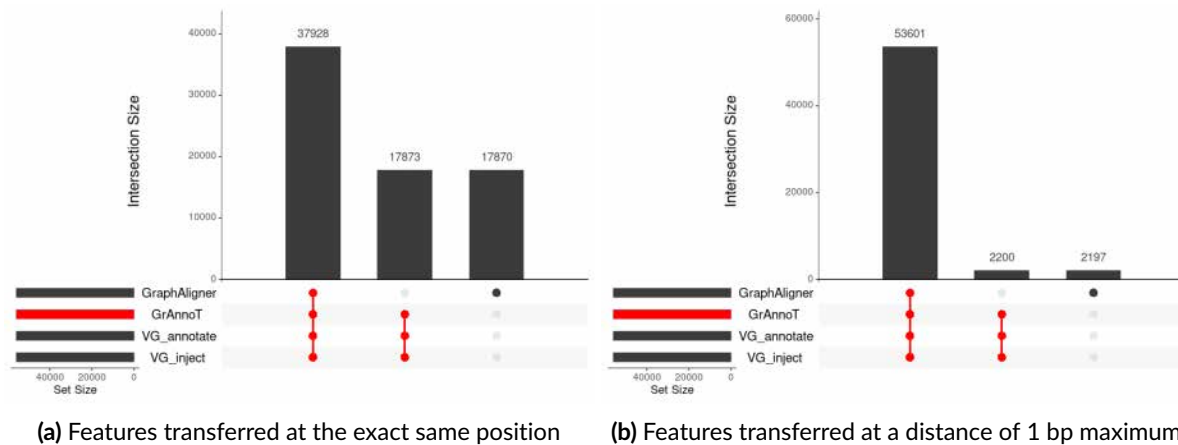 40000
37928
30000
20000
17873
17870
10000
0
Intersection Size
GraphAligner
GrAnnoT
VG_annotate
VG_inject
40000 20000 0
Set Size
(a) Features transferred at the exact same position
60000
53601
40000
20000
2200
2197
0
Intersection Size
GraphAligner
GrAnnoT
VG_annotate
VG_inject
40000 20000 0
Set Size
(b) Features transferred at a distance of 1 bp maximum